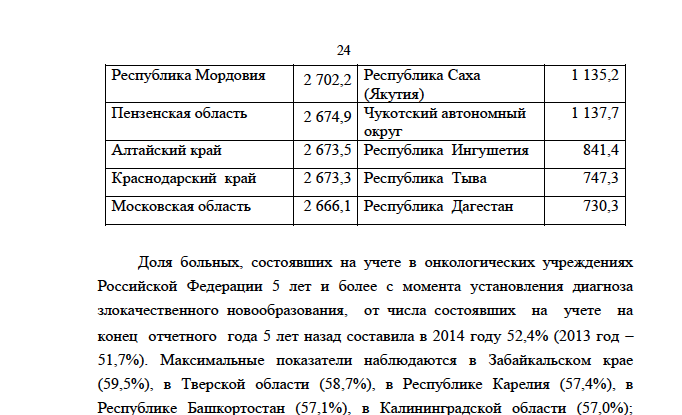 24
Республика Мордовия 2 702,2 Республика Саха 1 135,2
(Якутия)
Пензенская область 2 674,9 Чукотский автономный 1 137,7
округ
Алтайский край 2 673,5 Республика Ингушетия 841,4
Краснодарский край 2 673,3 Республика Тыва 747,3
Московская область 2 666,1 Республика Дагестан 730,3
Доля больных, состоявших на учете в онкологических учреждениях
Российской Федерации 5 лет и более с момента установления диагноза
злокачественного новообразования, от числа состоявших на учете на
конец отчетного года 5 лет назад составила в 2014 году 52,4% (2013 год –
51,7%). Максимальные показатели наблюдаются в Забайкальском крае
(59,5%), в Тверской области (58,7%), в Республике Карелия (57,4%), в
Республике Башкортостан (57,1%), в Калининградской области (57,0%);